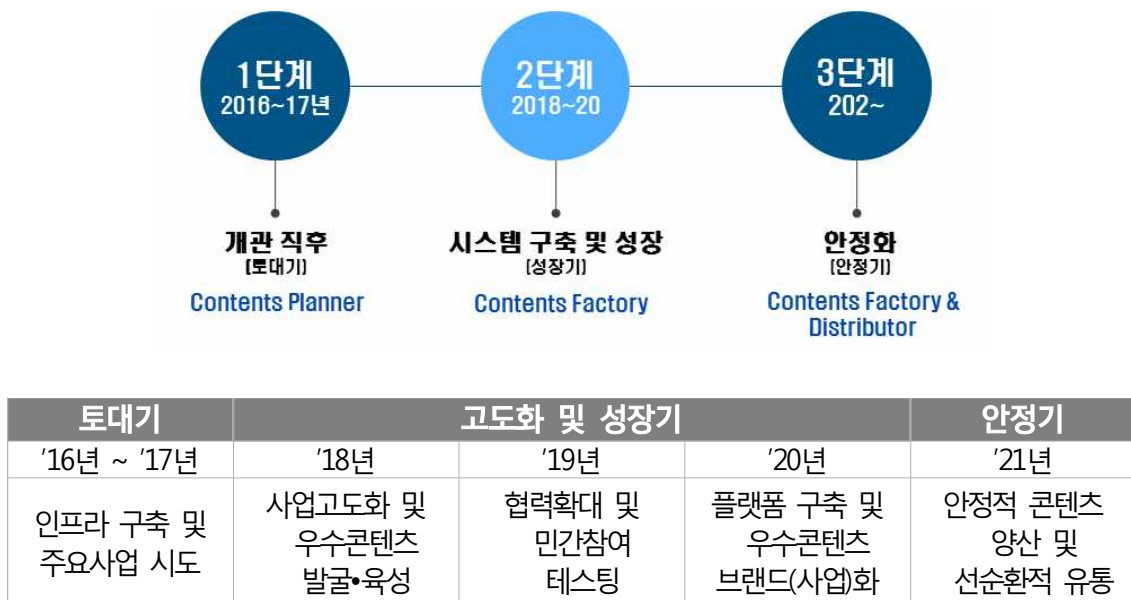 1단계
2016~17년
2단계
2018~20
3단계
202~
개관 직후
(토대기)
Contents Planner
시스템 구축 및 성장
(성장기)
Contents Factory
안정화
(안정기)
Contents Factory &
Distributor
토대기 고도화 및 성장기 안정기
'16년 ~ '17년 '18년 '19년 '20년 '21년
인프라 구축 및
주요사업 시도
사업고도화 및
우수콘텐츠
발굴•육성
협력확대 및
민간참여
테스팅
플랫폼 구축 및
우수콘텐츠
브랜드(사업)화
안정적 콘텐츠
양산 및
선순환적 유통